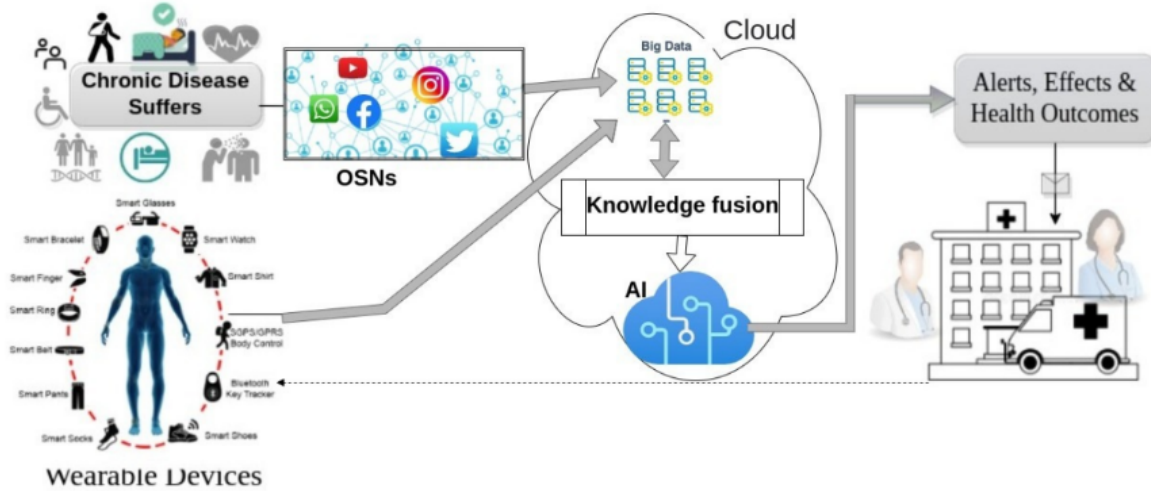 Cloud
Big Data
Chronic Disease
Suffers
Alerts, Effects &
Health Outcomes
OSNs
Knowledge fusion
AI
Smart Glasses
Smart Bracelet
Smart Watch
Smart Finger
Smart Shirt
Smart Ring
SGPS/GPRS
Body Control
Smart Belt
Smart Pants
Bluetooth
Key Tracker
Smart Socks
Smart Shoes
Wearable Devices